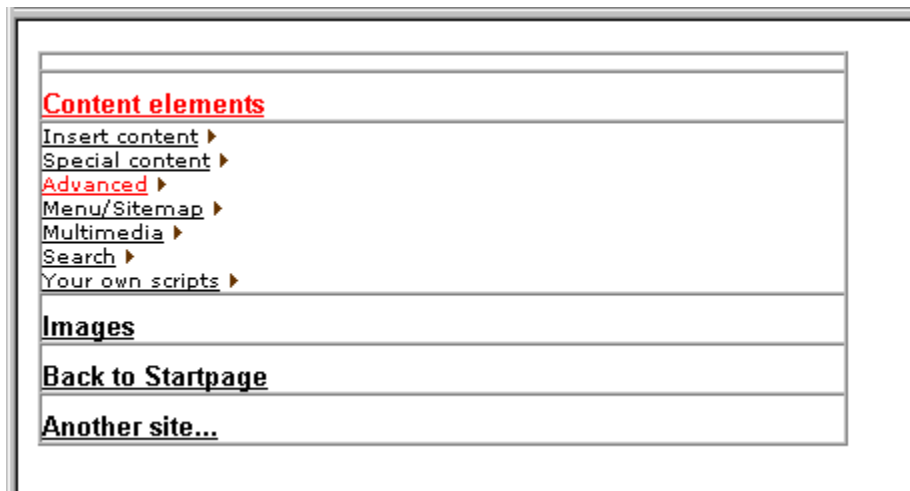 Content elements
Insert content
Special content
Advanced
Menu/Sitemap
Multimedia
Search
Your own scripts
Images
Back to Startpage
Another site...